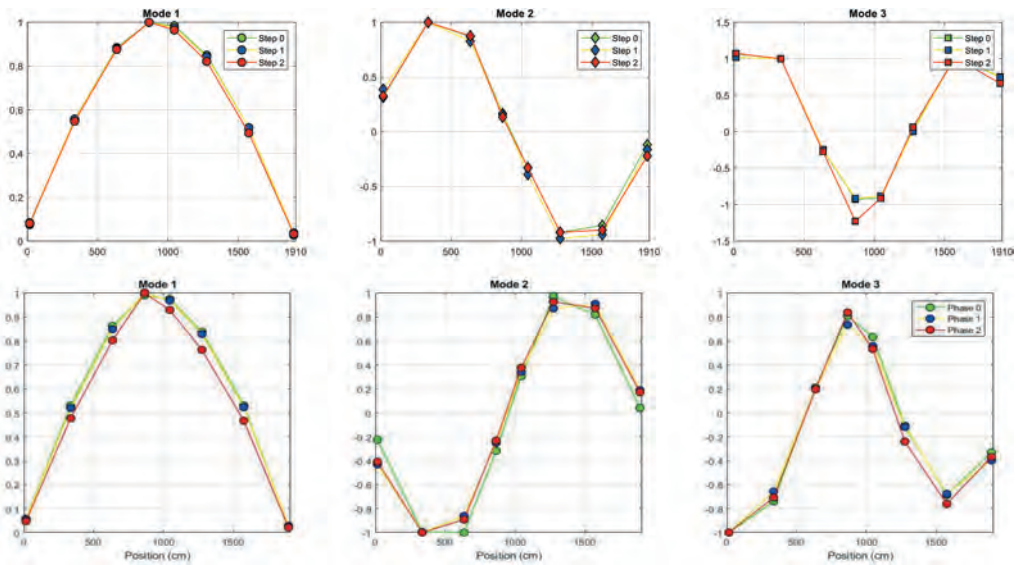 Mode 1
1
0,8
0,6
0,4
0,2
0
0 500 1000 1500 1910
Step 0
Step 1
Step 2
Mode 2
1
0.5
0
-0.5
-1
0 500 1000 1500 1910
Step 0
Step 1
Step 2
Mode 3
1.5
1
0.5
0
-0.5
-1
-1.5
0 500 1000 1500 1910
Step 0
Step 1
Step 2
Mode 1
1
0.9
0.8
0.7
0.6
0.5
0.4
0.3
0.2
0.1
0
0 500 1000 1500
Position (cm)
Mode 2
1
0.8
0.6
0.4
0.2
0
-0.2
-0.4
-0.6
-0.8
-1
0 500 1000 1500
Position (cm)
Mode 3
1
0.8
0.6
0.4
0.2
0
-0.2
-0.4
-0.6
-0.8
-1
0 500 1000 1500
Position (cm)
Phase 0
Phase 1
Phase 2